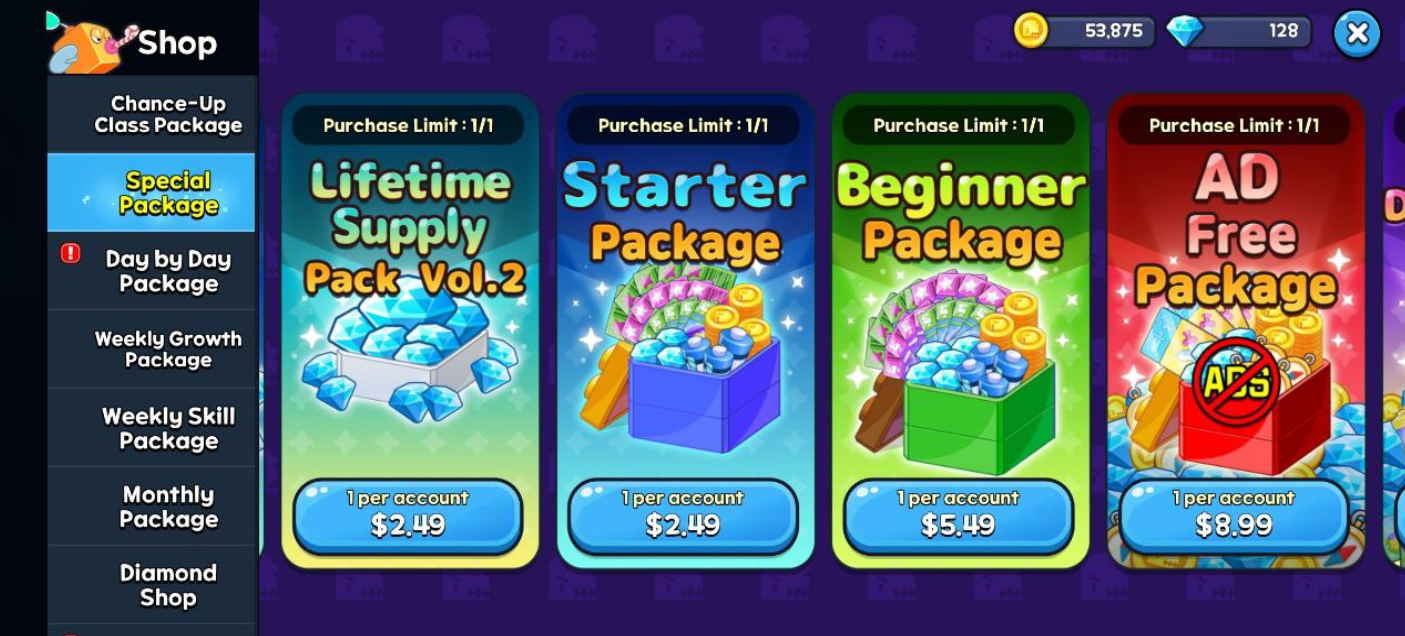 Shop
53,875
128
Chance-Up
Class Package
Special
Package
Day by Day
Package
Weekly Growth
Package
Weekly Skill
Package
Monthly
Package
Diamond
Shop
Purchase Limit : 1/1
Lifetime
Supply
Pack Vol.2
1 per account
$2.49
Purchase Limit : 1/1
Starter
Package
1 per account
$2.49
Purchase Limit : 1/1
Beginner
Package
1 per account
$5.49
Purchase Limit : 1/1
AD
Free
Package
ADS
1 per account
$8.99
D